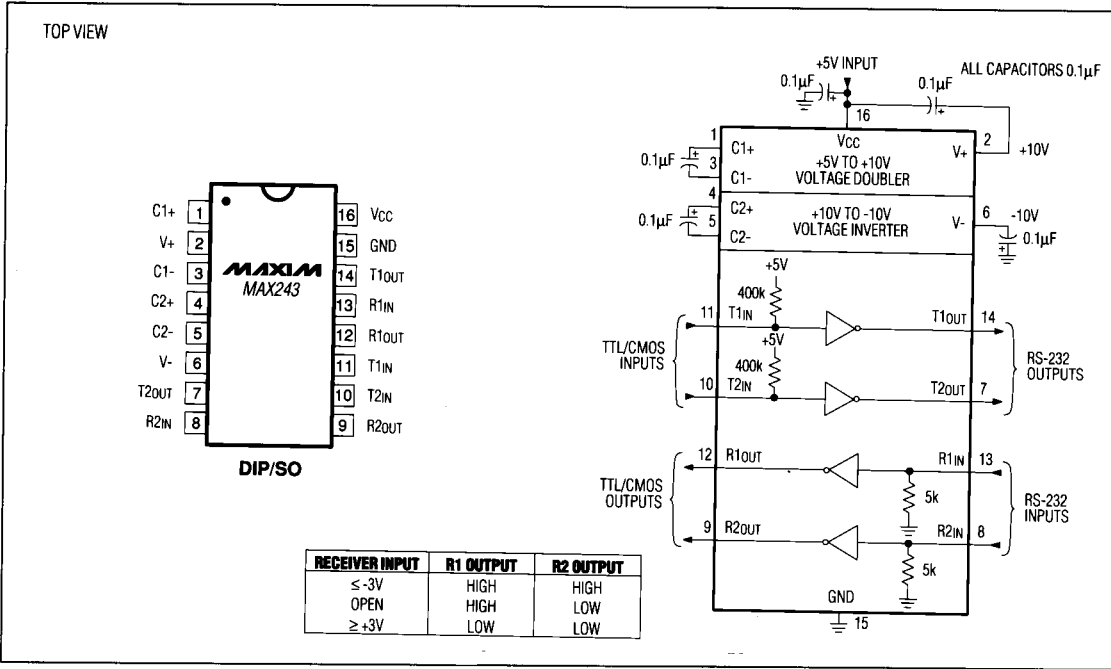 TOP VIEW
C1+ 1
V+ 2
C1- 3
C2+ 4
C2- 5
V- 6
T2OUT 7
R2IN 8
MAXIM
MAX243
16 VCC
15 GND
14 T1OUT
13 R1IN
12 R1OUT
11 T1IN
10 T2IN
9 R2OUT
DIP/SO
+5V INPUT
ALL CAPACITORS 0.1µF
0.1µF
+
0.1µF
+
16
1
C1+
VCC
V+
2
+10V
0.1µF
+
3
C1-
+5V TO +10V
VOLTAGE DOUBLER
4
C2+
0.1µF
+
5
C2-
+10V TO -10V
VOLTAGE INVERTER
V-
6
-10V
0.1µF
+
+5V
400k
11
T1IN
T1OUT
14
+5V
400k
TTL/CMOS
INPUTS
RS-232
OUTPUTS
10
T2IN
T2OUT
7
12
R1OUT
R1IN
13
5k
TTL/CMOS
OUTPUTS
RS-232
INPUTS
9
R2OUT
R2IN
8
5k
GND
15
RECEIVER INPUT R1 OUTPUT R2 OUTPUT
≤ -3V HIGH HIGH
OPEN HIGH LOW
≥ +3V LOW LOW